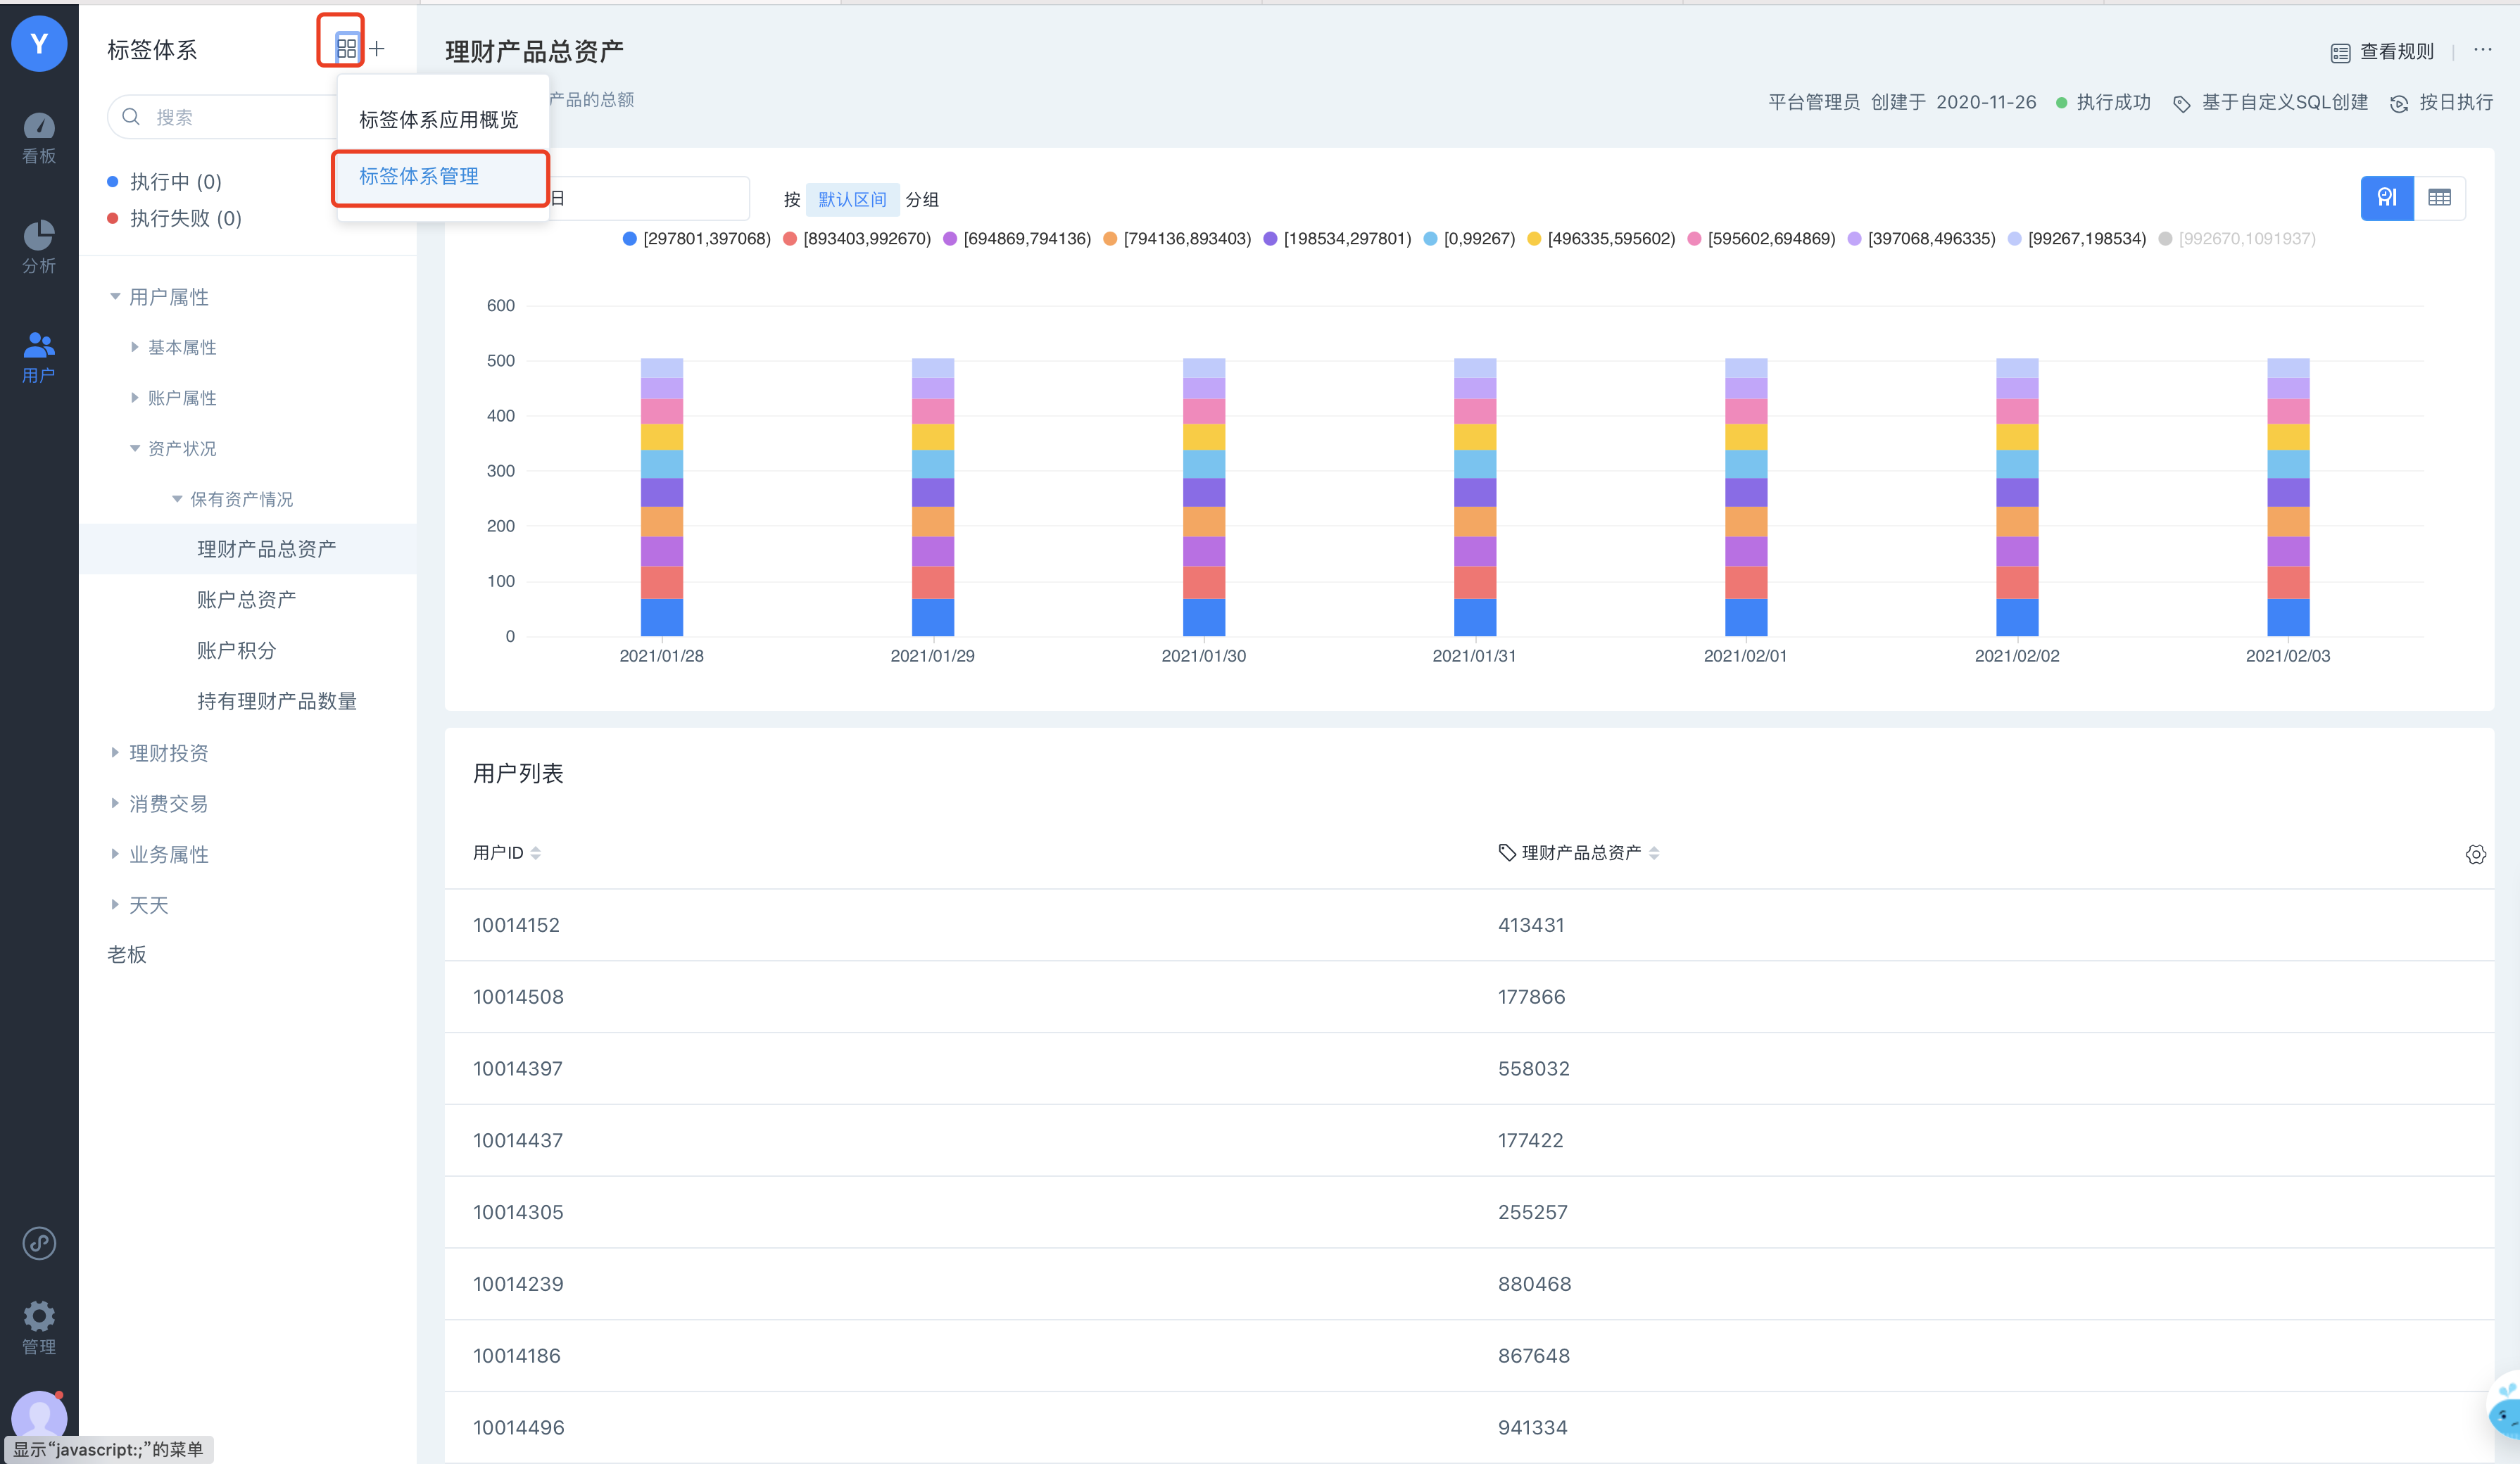 Y
看板
分析
用户
管理
标签体系
搜索
执行中 (0)
执行失败 (0)
用户属性
基本属性
账户属性
资产状况
保有资产情况
理财产品总资产
账户总资产
账户积分
持有理财产品数量
理财投资
消费交易
业务属性
天天
老板
显示“javascript:;”的菜单
标签体系应用概览
标签体系管理
理财产品总资产
产品的总额
查看规则
平台管理员 创建于 2020-11-26 执行成功 基于自定义SQL创建 按日执行
日
按 默认区间 分组
[297801,397068) [893403,992670) [694869,794136) [794136,893403) [198534,297801) [0,99267) [496335,595602) [595602,694869) [397068,496335) [99267,198534) [992670,1091937)
600
500
400
300
200
100
0
2021/01/28 2021/01/29 2021/01/30 2021/01/31 2021/02/01 2021/02/02 2021/02/03
用户列表
用户ID 理财产品总资产
10014152 413431
10014508 177866
10014397 558032
10014437 177422
10014305 255257
10014239 880468
10014186 867648
10014496 941334